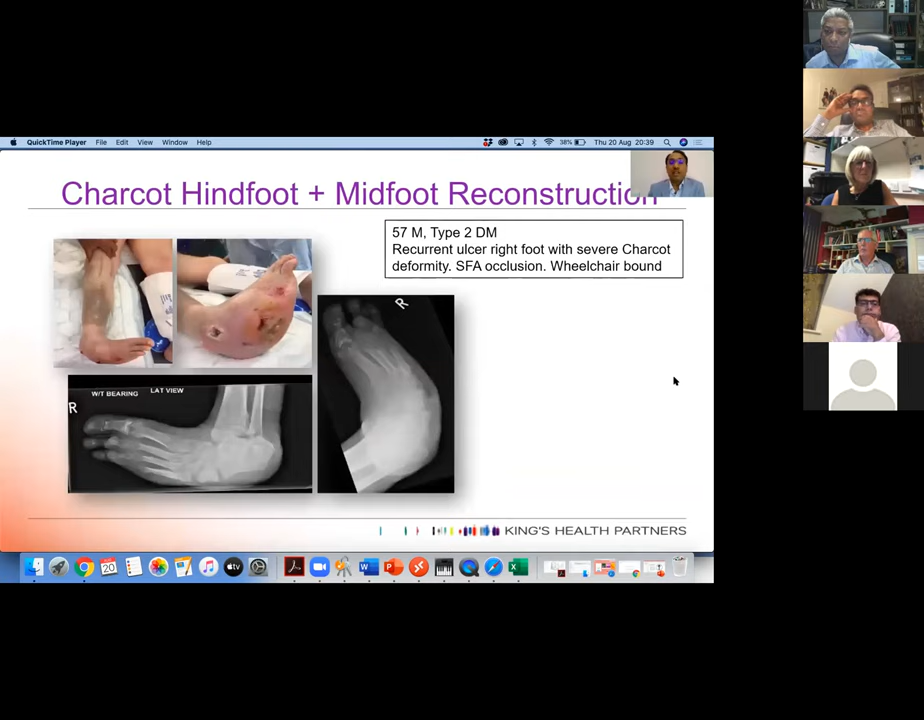 QuickTime Player File Edit View Window Help 38% Thu 20 Aug 20:39
Charcot Hindfoot + Midfoot Reconstruction
57 M, Type 2 DM
Recurrent ulcer right foot with severe Charcot
deformity. SFA occlusion. Wheelchair bound
R
W/T BEARING LAT VIEW
R
KING'S HEALTH PARTNERS
20